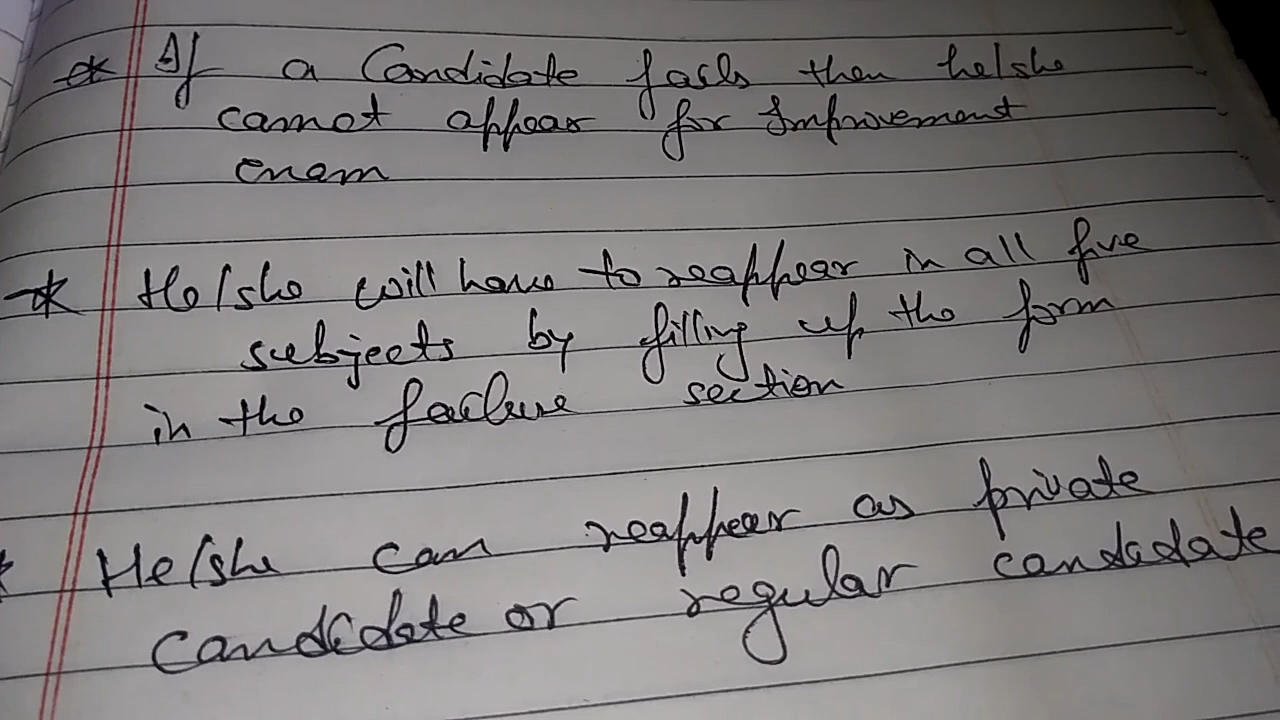 * If a Candidate fails then he/she
cannot appear for Improvement
exam
* He/she will have to reappear in all five
subjects by filling up the form
in the failure section
* He/she can reappear as private
candidate or regular candidate